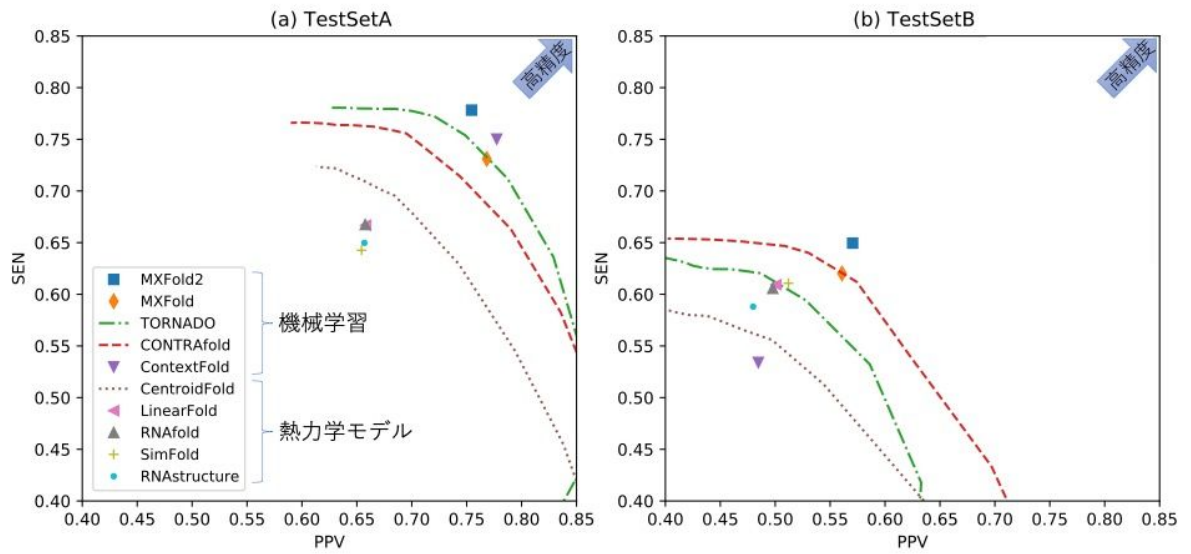 (a) TestSetA
0.85
0.80
0.75
0.70
0.65
0.60
0.55
0.50
0.45
0.40
SEN
高精度
MXFold2
MXFold
TORNADO
CONTRAfold
ContextFold
CentroidFold
LinearFold
RNAfold
SimFold
RNAstructure
機械学習
熱力学モデル
0.40 0.45 0.50 0.55 0.60 0.65 0.70 0.75 0.80 0.85
PPV
(b) TestSetB
0.85
0.80
0.75
0.70
0.65
0.60
0.55
0.50
0.45
0.40
SEN
高精度
0.40 0.45 0.50 0.55 0.60 0.65 0.70 0.75 0.80 0.85
PPV